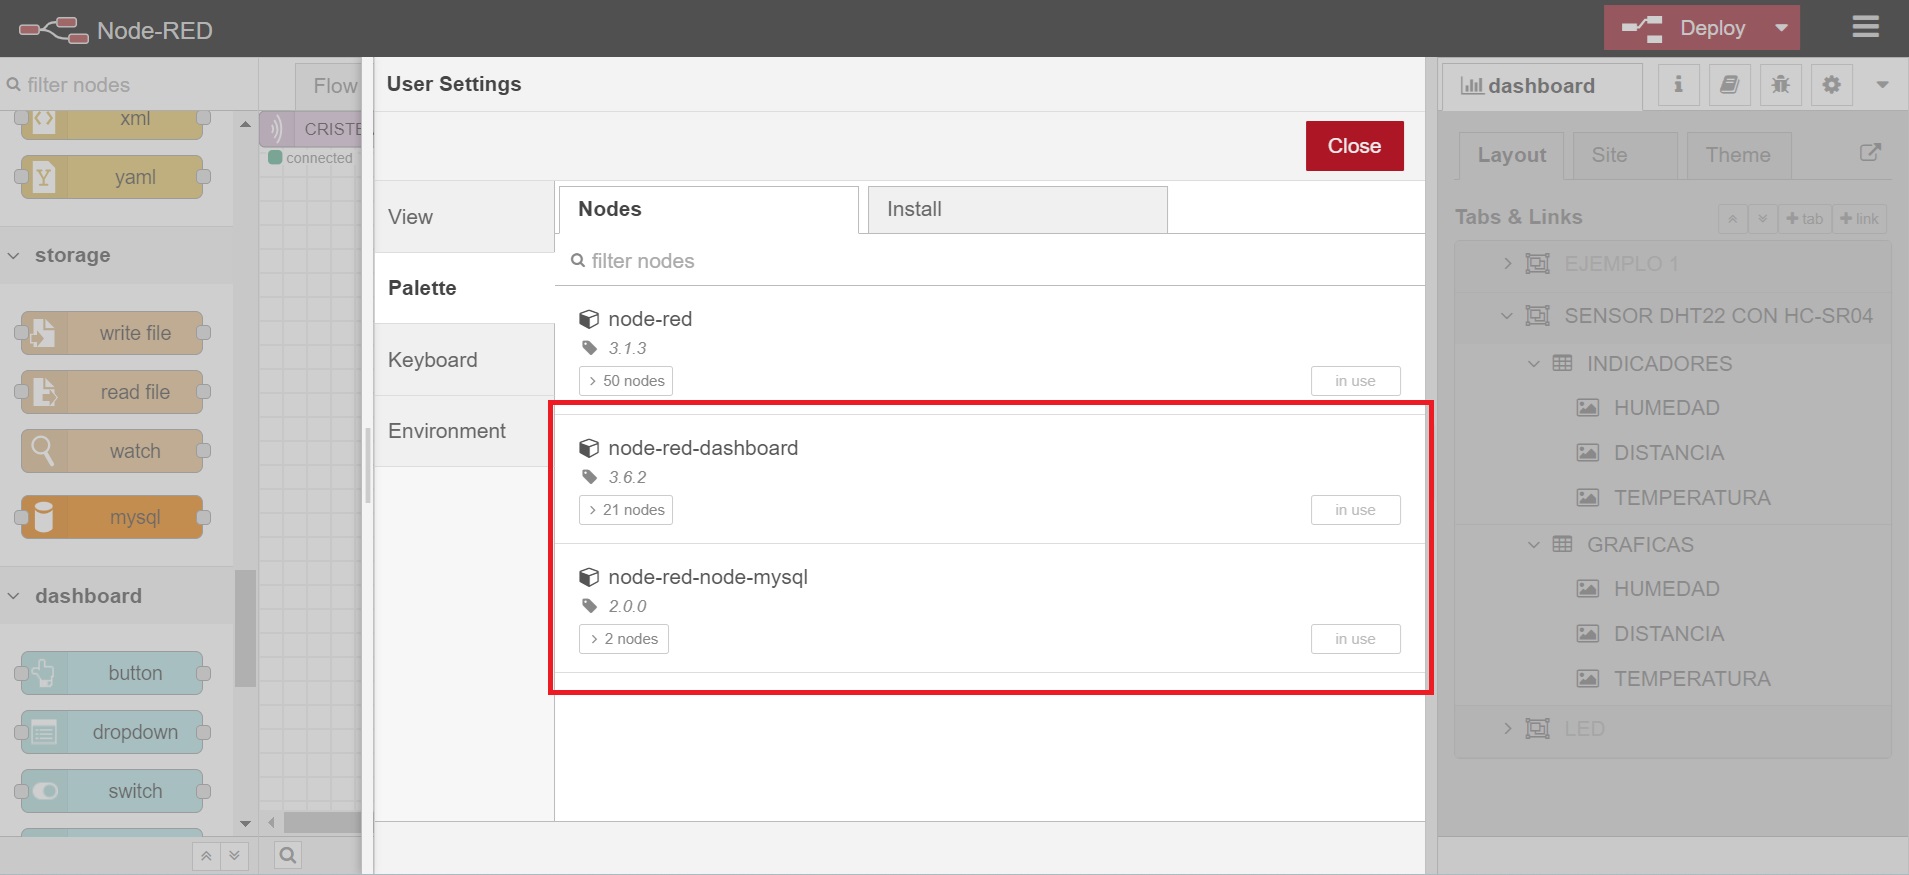 Node-RED
Deploy
filter nodes
xml
yaml
storage
write file
read file
watch
mysql
dashboard
button
dropdown
switch
Flow
CRISTE
connected
User Settings
Close
View
Palette
Keyboard
Environment
Nodes
Install
filter nodes
node-red
3.1.3
50 nodes
in use
node-red-dashboard
3.6.2
21 nodes
in use
node-red-node-mysql
2.0.0
2 nodes
in use
dashboard
Layout
Site
Theme
Tabs & Links
tab
link
EJEMPLO 1
SENSOR DHT22 CON HC-SR04
INDICADORES
HUMEDAD
DISTANCIA
TEMPERATURA
GRAFICAS
HUMEDAD
DISTANCIA
TEMPERATURA
LED